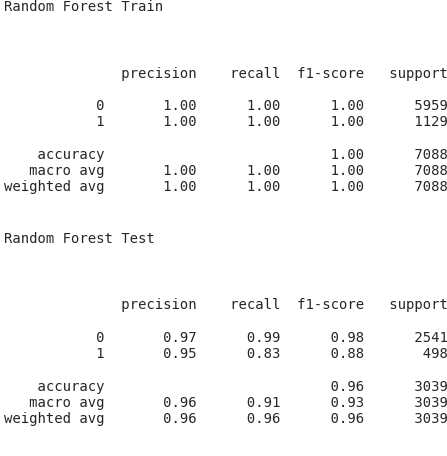 Random Forest Train
precision recall f1-score support
0 1.00 1.00 1.00 5959
1 1.00 1.00 1.00 1129
accuracy 1.00 7088
macro avg 1.00 1.00 1.00 7088
weighted avg 1.00 1.00 1.00 7088
Random Forest Test
precision recall f1-score support
0 0.97 0.99 0.98 2541
1 0.95 0.83 0.88 498
accuracy 0.96 3039
macro avg 0.96 0.91 0.93 3039
weighted avg 0.96 0.96 0.96 3039